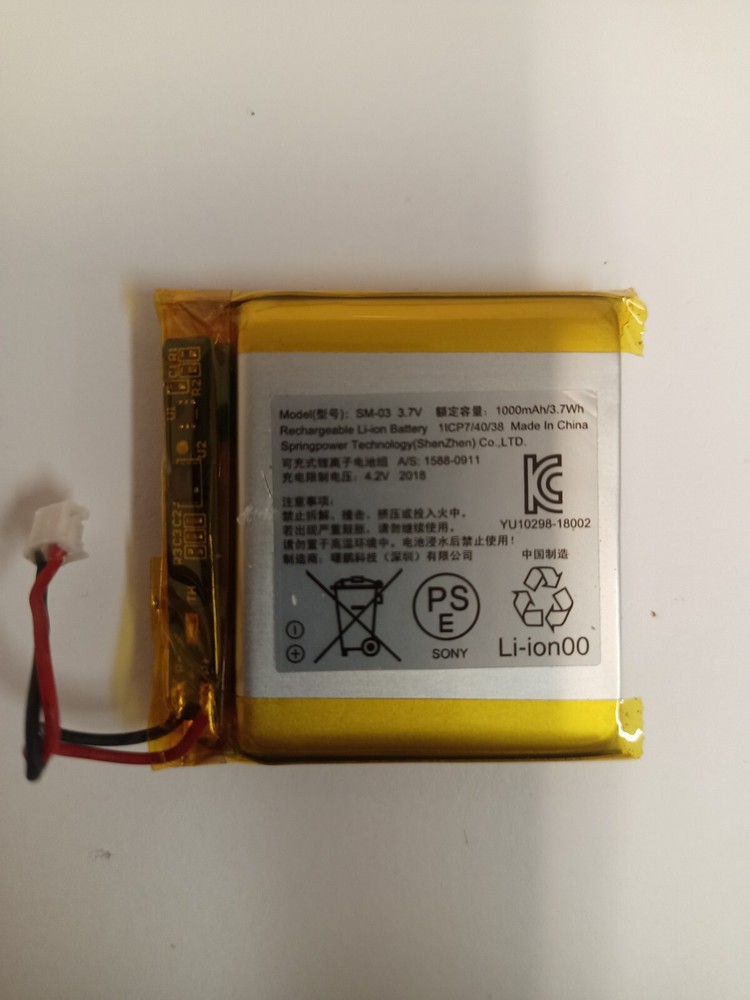 Model(型号): SM-03 3.7V 额定容量: 1000mAh/3.7Wh
Rechargeable Li-ion Battery 1ICP7/40/38 Made In China
Springpower Technology(ShenZhen) Co.,LTD.
可充式锂离子电池组 A/S: 1588-0911
充电限制电压: 4.2V 2018
注意事项:
禁止拆解、撞击、挤压或投入火中。
若出现严重鼓胀、请勿继续使用。
请勿置于高温环境中。电池浸水后禁止使用!
制造商: 曙鹏科技（深圳）有限公司
YU10298-18002
中国制造
PS
E
SONY
Li-ion00
R2
U2